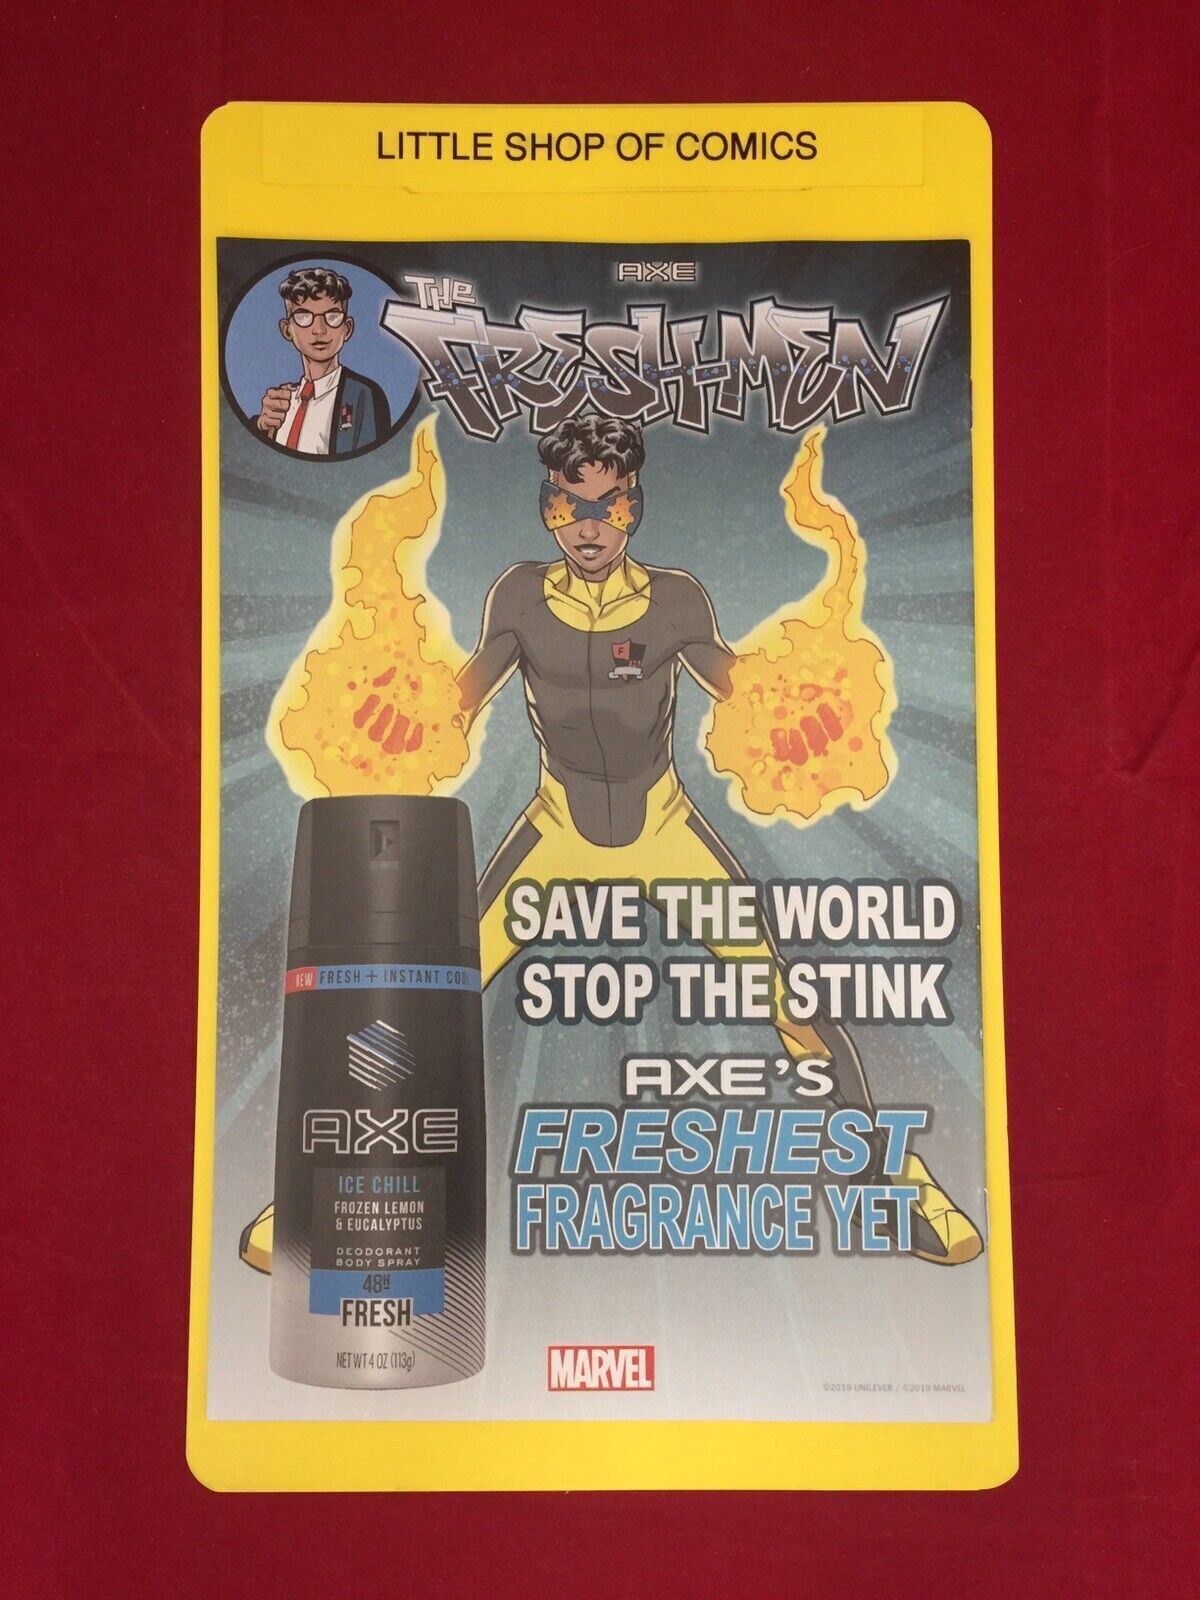 LITTLE SHOP OF COMICS
AXE
THE
FRESH-MEN
F
SAVE THE WORLD
STOP THE STINK
AXE'S
FRESHEST
FRAGRANCE YET
NEW FRESH + INSTANT COOL
AXE
ICE CHILL
FROZEN LEMON
& EUCALYPTUS
DEODORANT
BODY SPRAY
48H
FRESH
NET WT 4 OZ (113g)
MARVEL
©2019 UNILEVER / ©2019 MARVEL